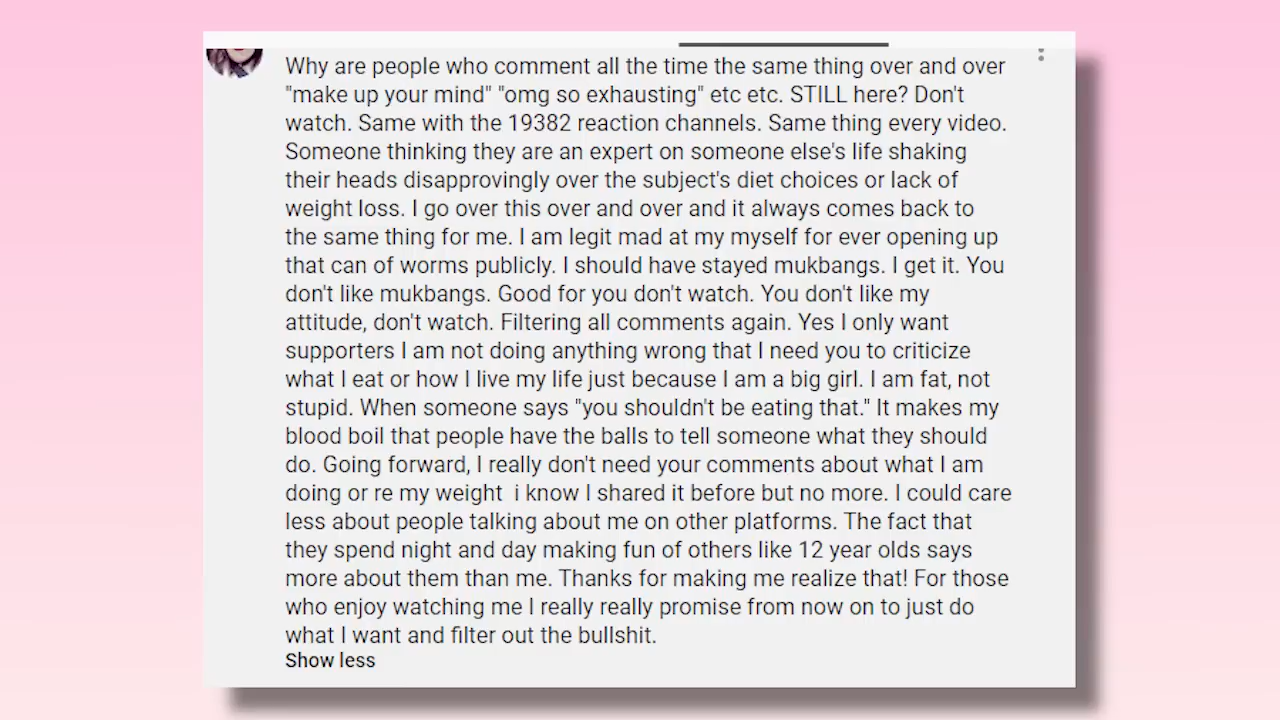 Why are people who comment all the time the same thing over and over
"make up your mind" "omg so exhausting" etc etc. STILL here? Don't
watch. Same with the 19382 reaction channels. Same thing every video.
Someone thinking they are an expert on someone else's life shaking
their heads disapprovingly over the subject's diet choices or lack of
weight loss. I go over this over and over and it always comes back to
the same thing for me. I am legit mad at my myself for ever opening up
that can of worms publicly. I should have stayed mukbangs. I get it. You
don't like mukbangs. Good for you don't watch. You don't like my
attitude, don't watch. Filtering all comments again. Yes I only want
supporters I am not doing anything wrong that I need you to criticize
what I eat or how I live my life just because I am a big girl. I am fat, not
stupid. When someone says "you shouldn't be eating that." It makes my
blood boil that people have the balls to tell someone what they should
do. Going forward, I really don't need your comments about what I am
doing or re my weight  i know I shared it before but no more. I could care
less about people talking about me on other platforms. The fact that
they spend night and day making fun of others like 12 year olds says
more about them than me. Thanks for making me realize that! For those
who enjoy watching me I really really promise from now on to just do
what I want and filter out the bullshit.
Show less